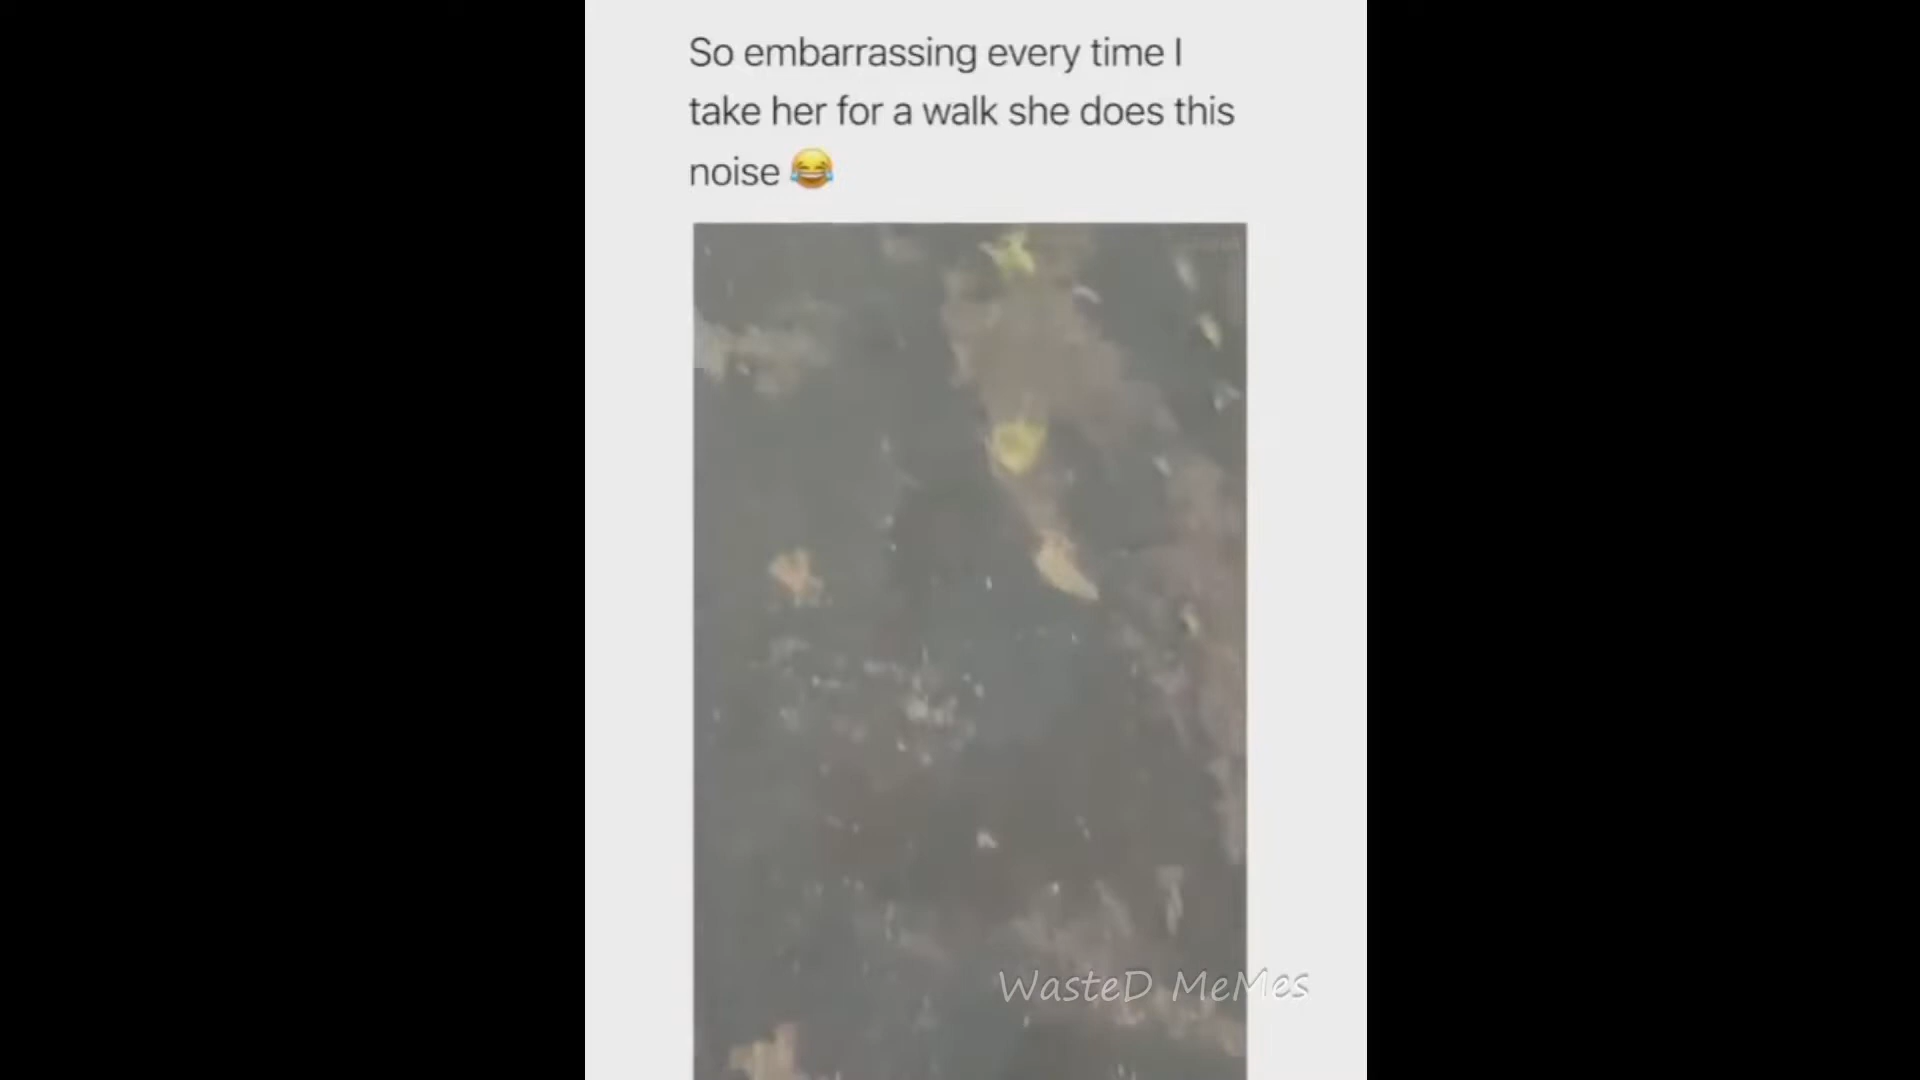 So embarrassing every time I
take her for a walk she does this
noise 😂
WasteD MeMes